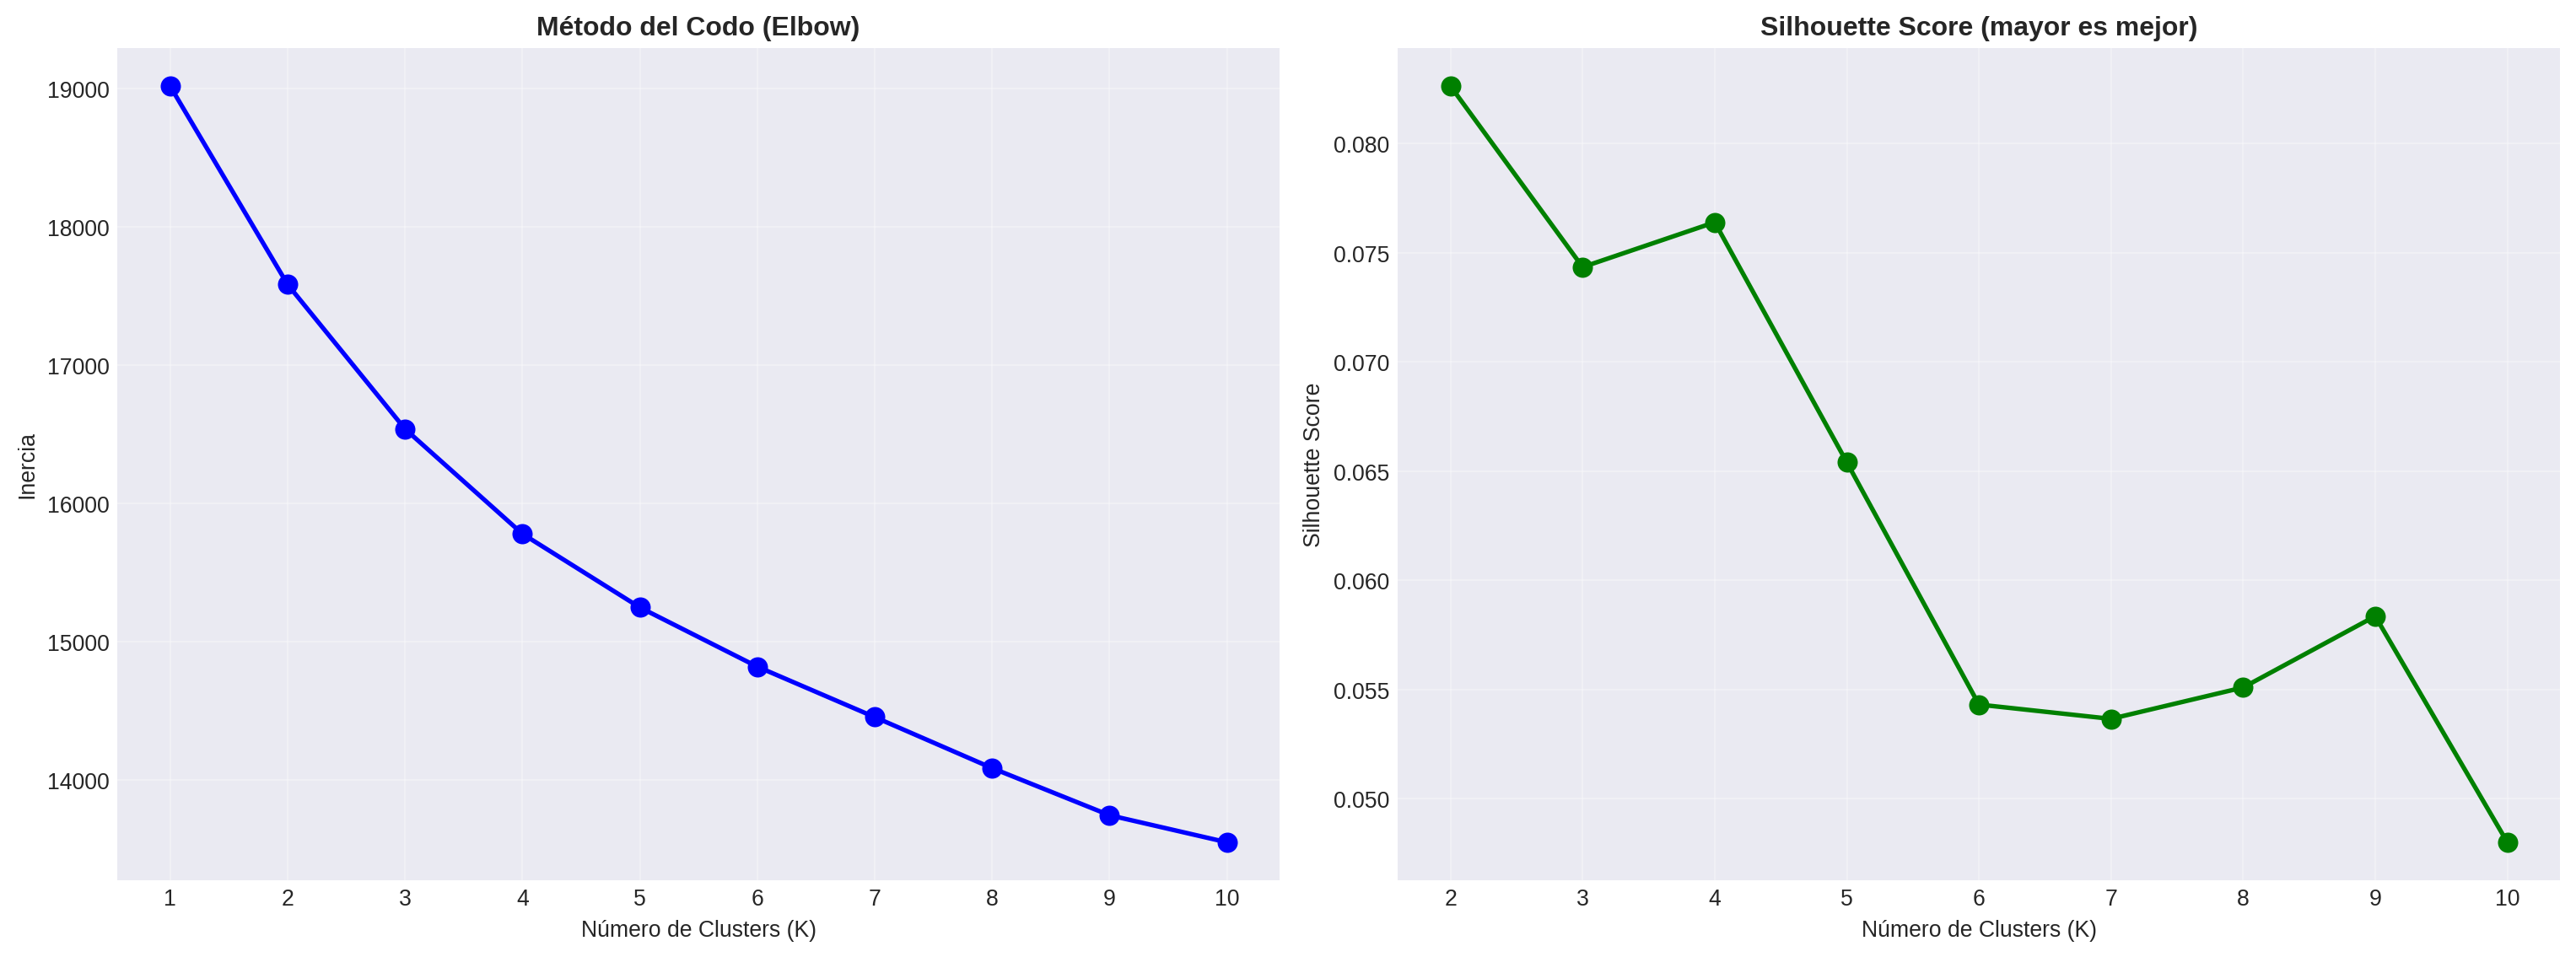 Método del Codo (Elbow)
19000
18000
17000
16000
15000
14000
Inercia
1 2 3 4 5 6 7 8 9 10
Número de Clusters (K)
Silhouette Score (mayor es mejor)
0.080
0.075
0.070
0.065
0.060
0.055
0.050
Silhouette Score
2 3 4 5 6 7 8 9 10
Número de Clusters (K)